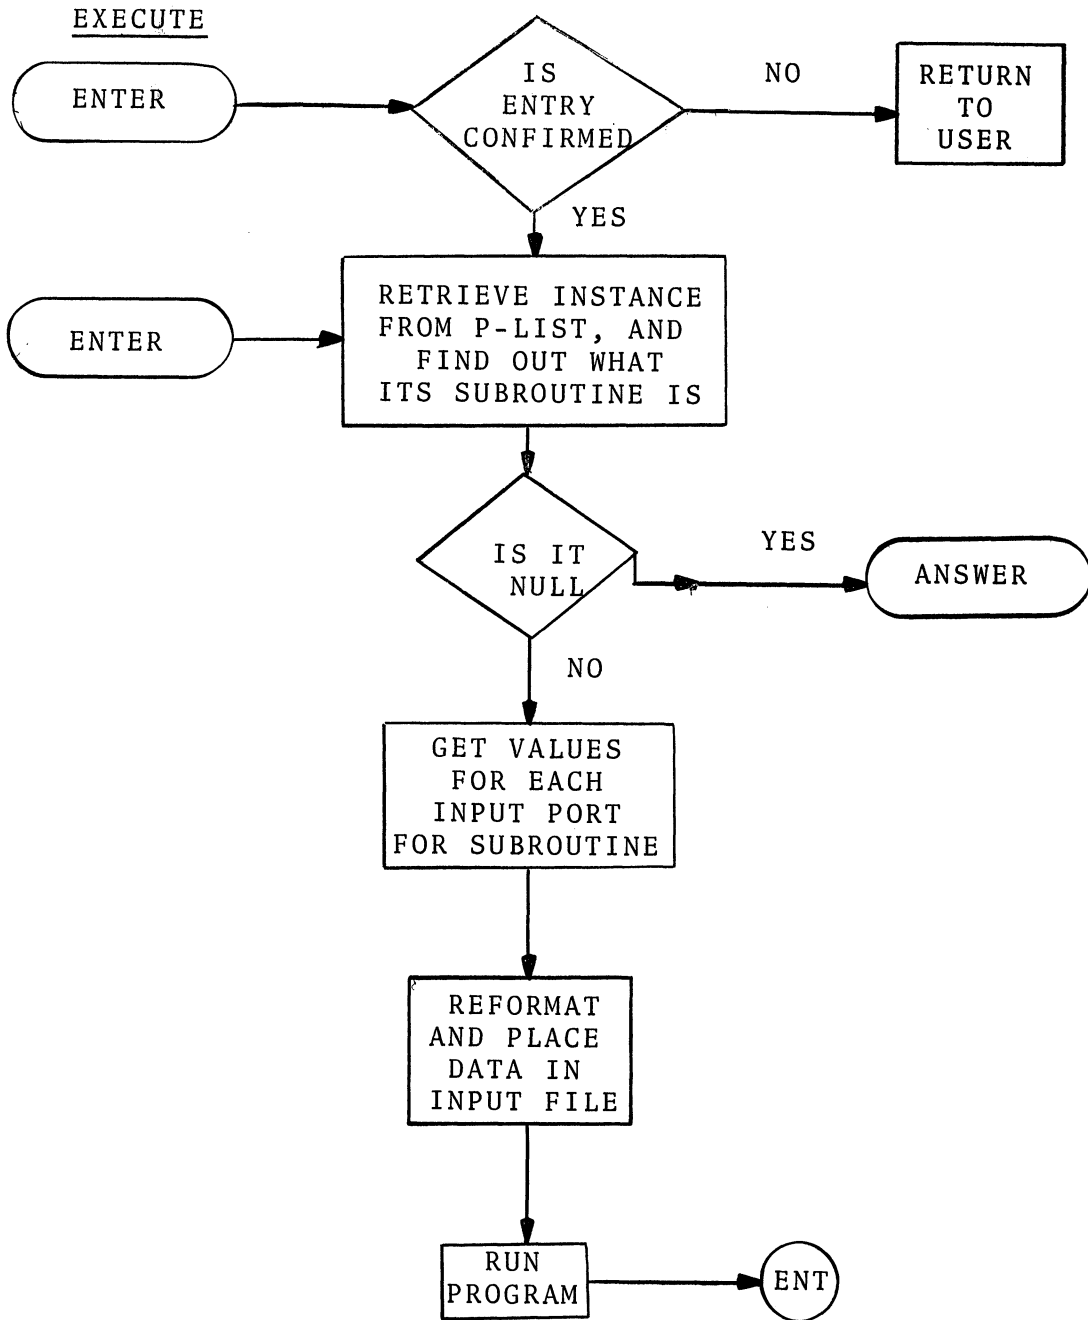 EXECUTE
ENTER
IS
ENTRY
CONFIRMED
NO
RETURN
TO
USER
YES
ENTER
RETRIEVE INSTANCE
FROM P-LIST, AND
FIND OUT WHAT
ITS SUBROUTINE IS
IS IT
NULL
YES
ANSWER
NO
GET VALUES
FOR EACH
INPUT PORT
FOR SUBROUTINE
REFORMAT
AND PLACE
DATA IN
INPUT FILE
RUN
PROGRAM
ENT